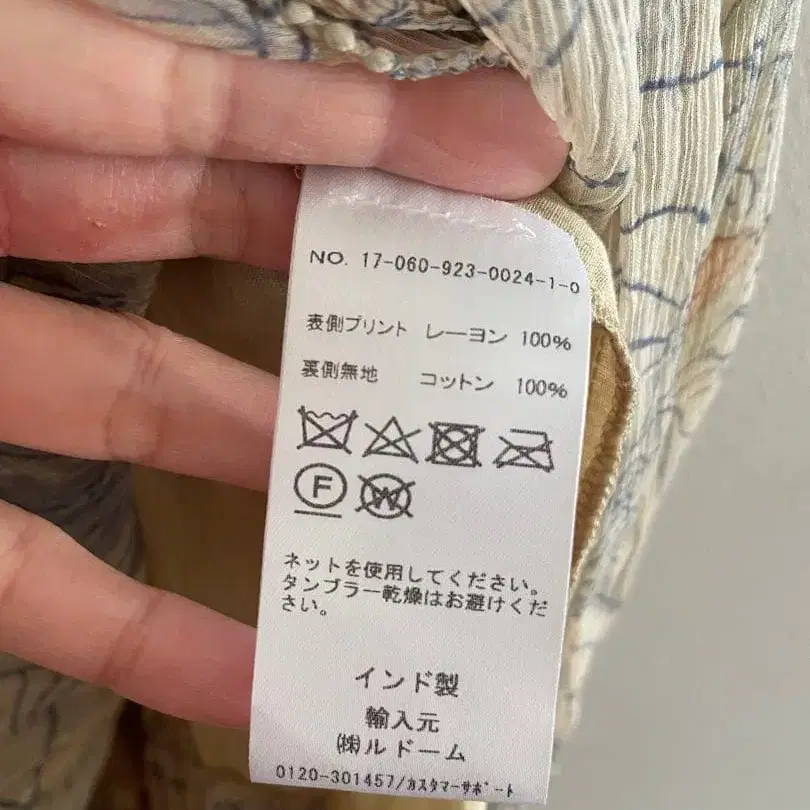 NO. 17-060-923-0024-1-0
表側プリント レーヨン 100%
裏側無地 コットン 100%
F W
ネットを使用してください。
タンブラー乾燥はお避けくだ
さい。
インド製
輸入元
㈱ルドーム
0120-301457/カスタマーサポート